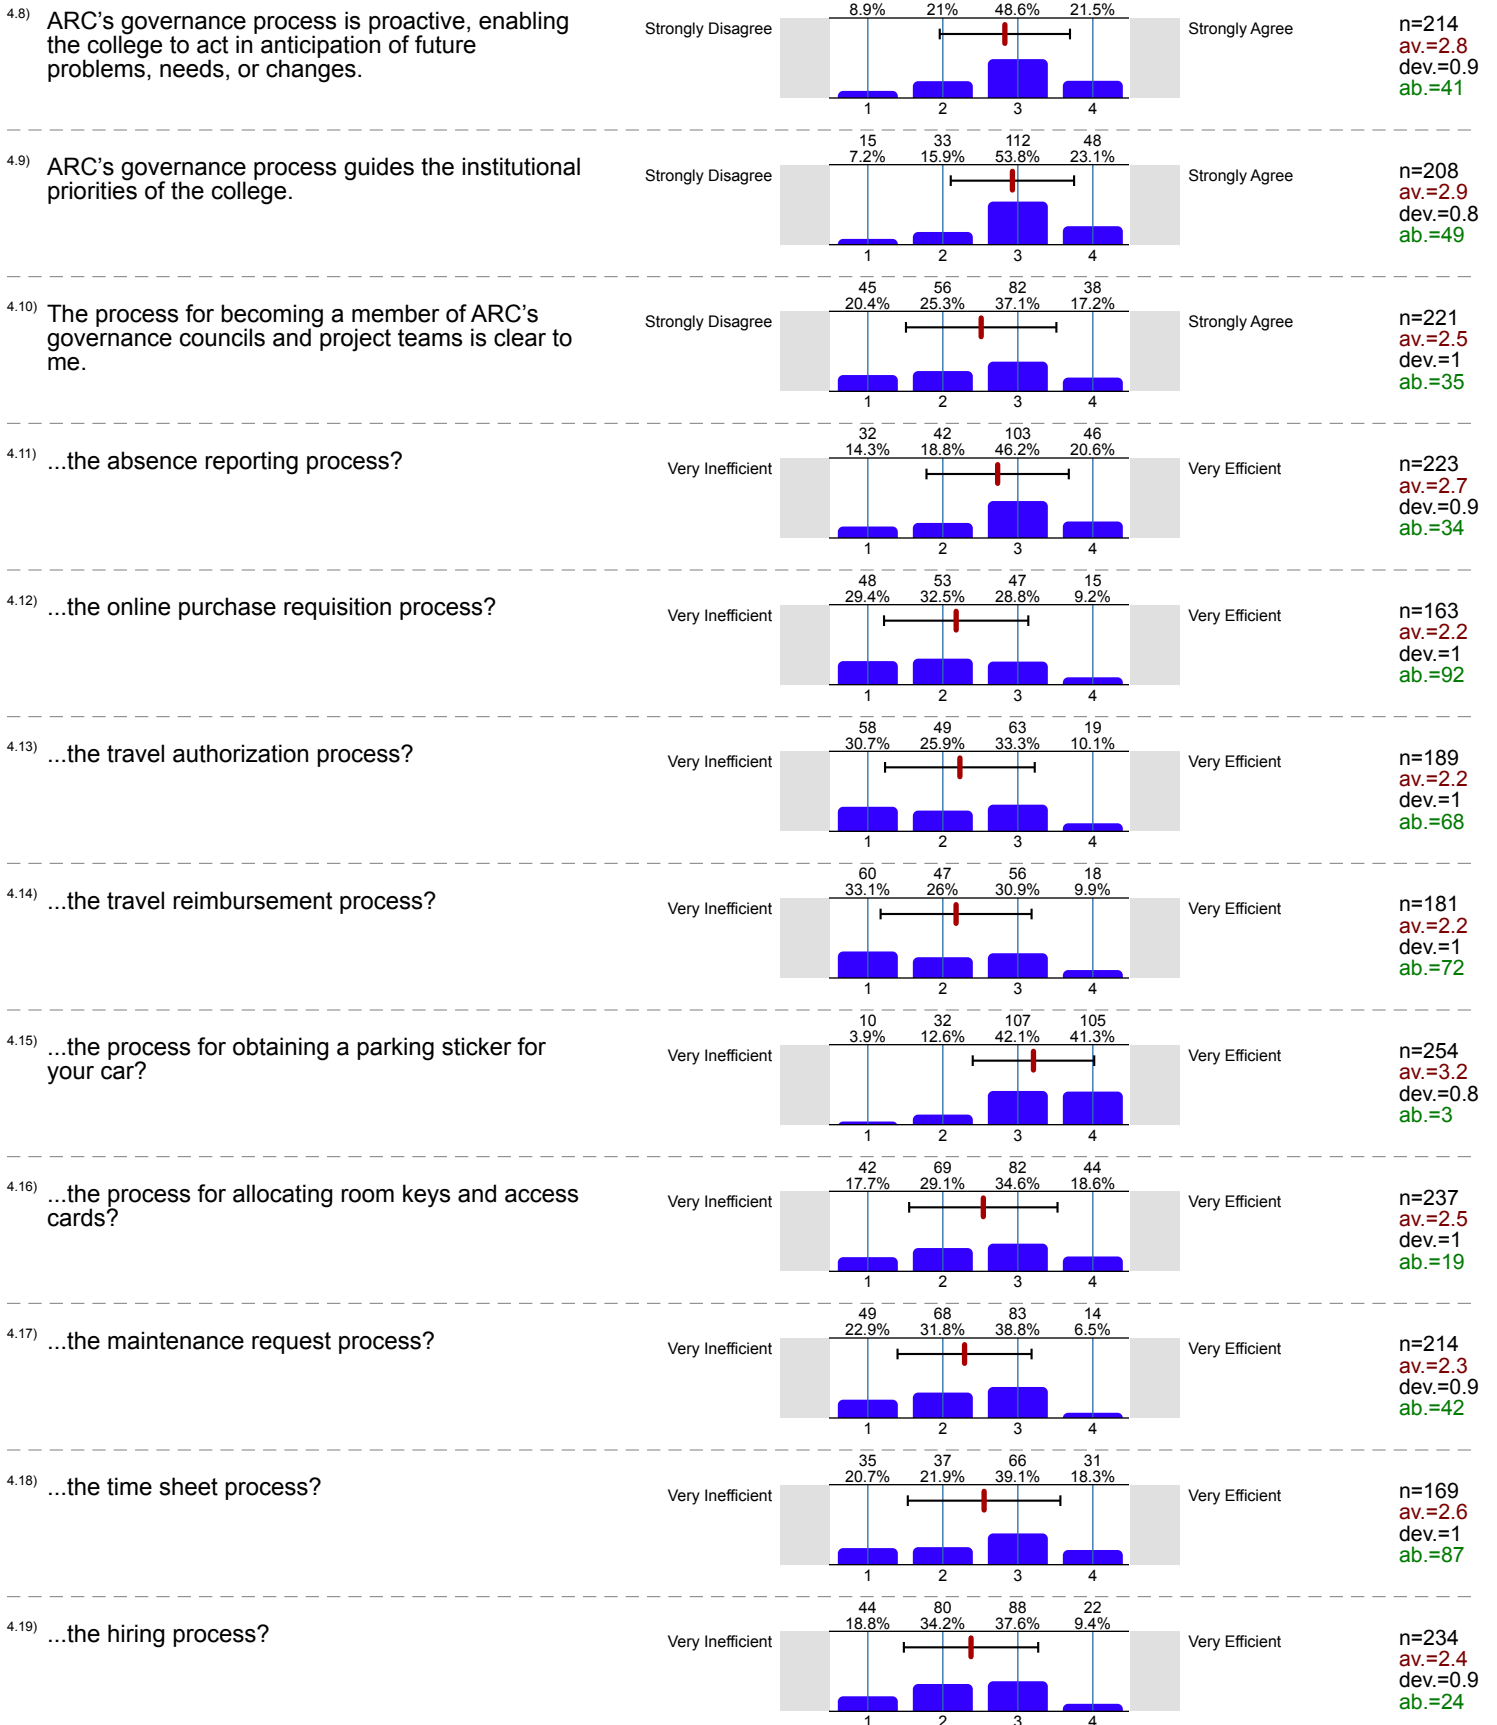 8.9% 21% 48.6% 21.5%
4.8) ARC's governance process is proactive, enabling
the college to act in anticipation of future
problems, needs, or changes.
Strongly Disagree
Strongly Agree
n=214
av.=2.8
dev.=0.9
ab.=41
1 2 3 4
15 33 112 48
7.2% 15.9% 53.8% 23.1%
4.9) ARC's governance process guides the institutional
priorities of the college.
Strongly Disagree
Strongly Agree
n=208
av.=2.9
dev.=0.8
ab.=49
1 2 3 4
45 56 82 38
20.4% 25.3% 37.1% 17.2%
4.10) The process for becoming a member of ARC's
governance councils and project teams is clear to
me.
Strongly Disagree
Strongly Agree
n=221
av.=2.5
dev.=1
ab.=35
1 2 3 4
32 42 103 46
14.3% 18.8% 46.2% 20.6%
4.11) ...the absence reporting process?
Very Inefficient
Very Efficient
n=223
av.=2.7
dev.=0.9
ab.=34
1 2 3 4
48 53 47 15
29.4% 32.5% 28.8% 9.2%
4.12) ...the online purchase requisition process?
Very Inefficient
Very Efficient
n=163
av.=2.2
dev.=1
ab.=92
1 2 3 4
58 49 63 19
30.7% 25.9% 33.3% 10.1%
4.13) ...the travel authorization process?
Very Inefficient
Very Efficient
n=189
av.=2.2
dev.=1
ab.=68
1 2 3 4
60 47 56 18
33.1% 26% 30.9% 9.9%
4.14) ...the travel reimbursement process?
Very Inefficient
Very Efficient
n=181
av.=2.2
dev.=1
ab.=72
1 2 3 4
10 32 107 105
3.9% 12.6% 42.1% 41.3%
4.15) ...the process for obtaining a parking sticker for
your car?
Very Inefficient
Very Efficient
n=254
av.=3.2
dev.=0.8
ab.=3
1 2 3 4
42 69 82 44
17.7% 29.1% 34.6% 18.6%
4.16) ...the process for allocating room keys and access
cards?
Very Inefficient
Very Efficient
n=237
av.=2.5
dev.=1
ab.=19
1 2 3 4
49 68 83 14
22.9% 31.8% 38.8% 6.5%
4.17) ...the maintenance request process?
Very Inefficient
Very Efficient
n=214
av.=2.3
dev.=0.9
ab.=42
1 2 3 4
35 37 66 31
20.7% 21.9% 39.1% 18.3%
4.18) ...the time sheet process?
Very Inefficient
Very Efficient
n=169
av.=2.6
dev.=1
ab.=87
1 2 3 4
44 80 88 22
18.8% 34.2% 37.6% 9.4%
4.19) ...the hiring process?
Very Inefficient
Very Efficient
n=234
av.=2.4
dev.=0.9
ab.=24
1 2 3 4